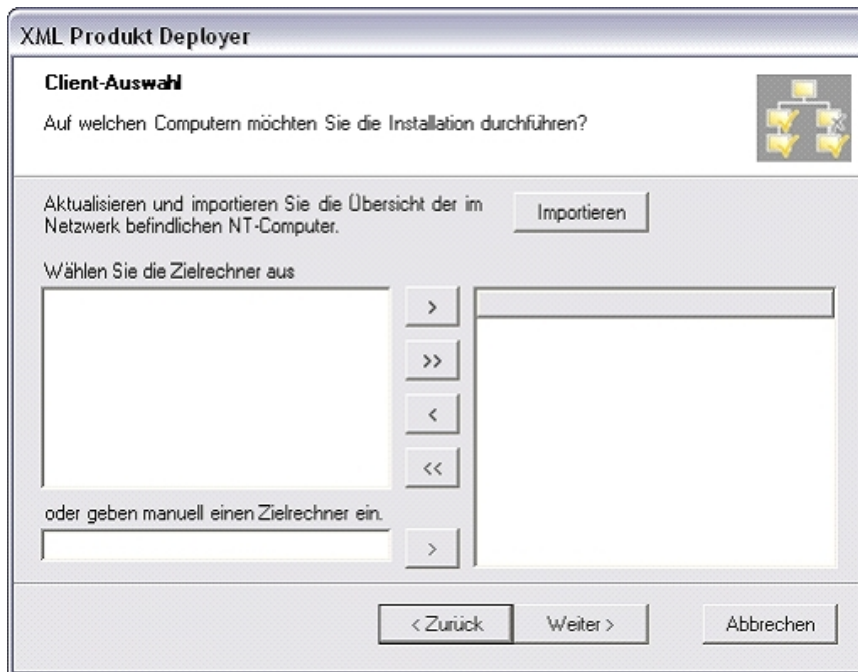 XML Produkt Deployer
Client-Auswahl
Auf welchen Computern möchten Sie die Installation durchführen?
Aktualisieren und importieren Sie die Übersicht der im
Netzwerk befindlichen NT-Computer.
Importieren
Wählen Sie die Zielrechner aus
>
>>
<
<<
oder geben manuell einen Zielrechner ein.
>
< Zurück
Weiter >
Abbrechen